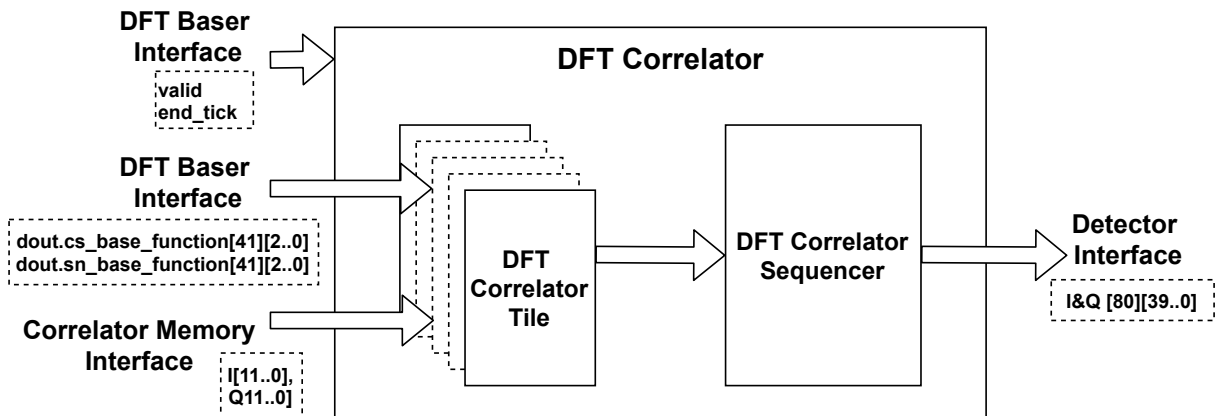 DFT Baser
Interface
valid
end_tick
DFT Correlator
DFT Baser
Interface
dout.cs_base_function[41][2..0]
dout.sn_base_function[41][2..0]
Correlator Memory
Interface
I[11..0],
Q11..0]
DFT
Correlator
Tile
DFT Correlator
Sequencer
Detector
Interface
I&Q [80][39..0]